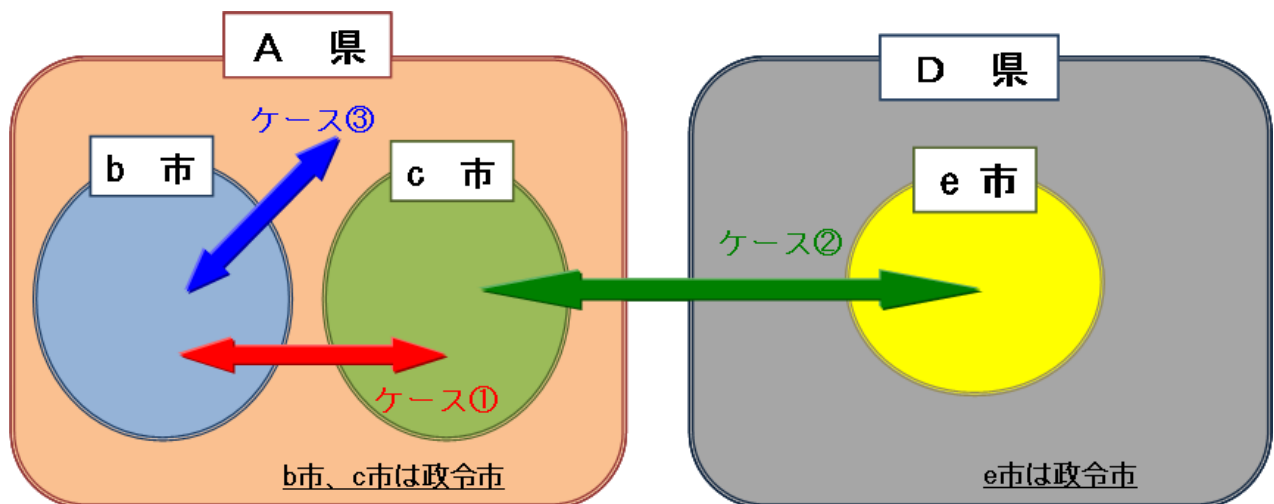 A 県
D 県
ケース③
b 市
c 市
e 市
ケース②
ケース①
b市、c市は政令市
e市は政令市